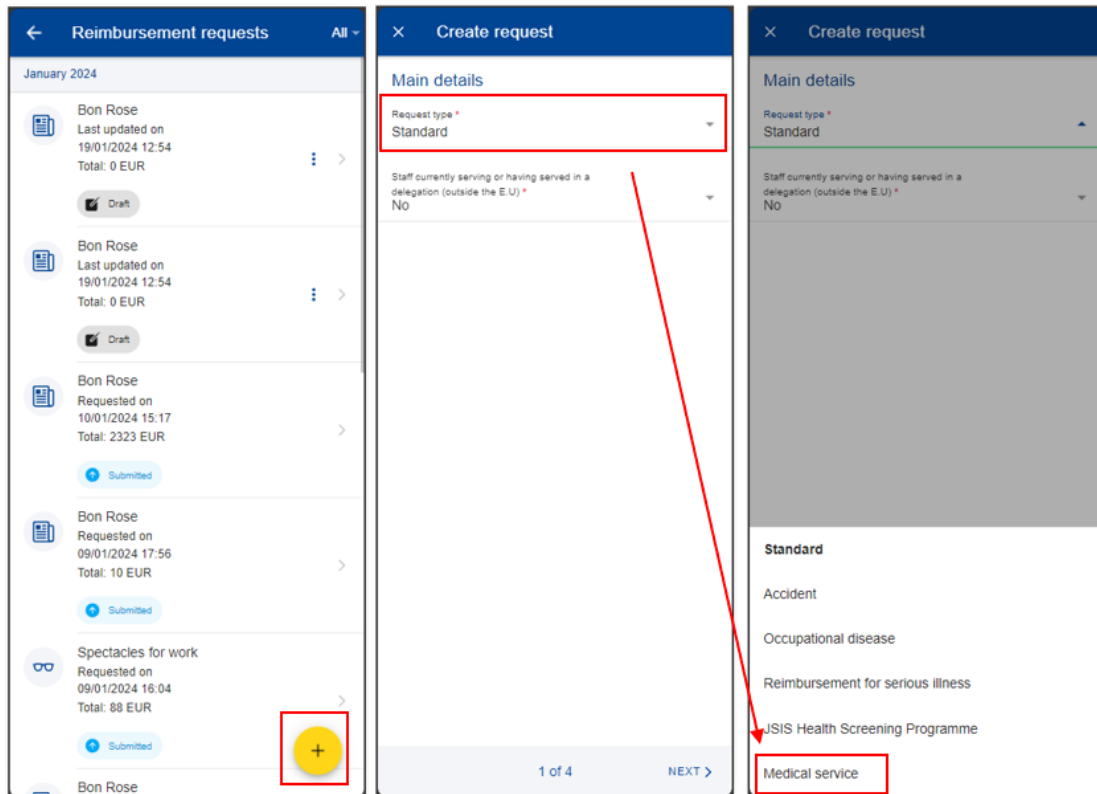 Reimbursement requests
All
January 2024
Bon Rose
Last updated on
19/01/2024 12:54
Total: 0 EUR
Draft
Bon Rose
Last updated on
19/01/2024 12:54
Total: 0 EUR
Draft
Bon Rose
Requested on
10/01/2024 15:17
Total: 2323 EUR
Submitted
Bon Rose
Requested on
09/01/2024 17:56
Total: 10 EUR
Submitted
Spectacles for work
Requested on
09/01/2024 16:04
Total: 88 EUR
Submitted
Bon Rose
Create request
Main details
Request type *
Standard
Staff currently serving or having served in a
delegation (outside the E.U) *
No
1 of 4
NEXT
Create request
Main details
Request type *
Standard
Staff currently serving or having served in a
delegation (outside the E.U) *
No
Standard
Accident
Occupational disease
Reimbursement for serious illness
JSIS Health Screening Programme
Medical service